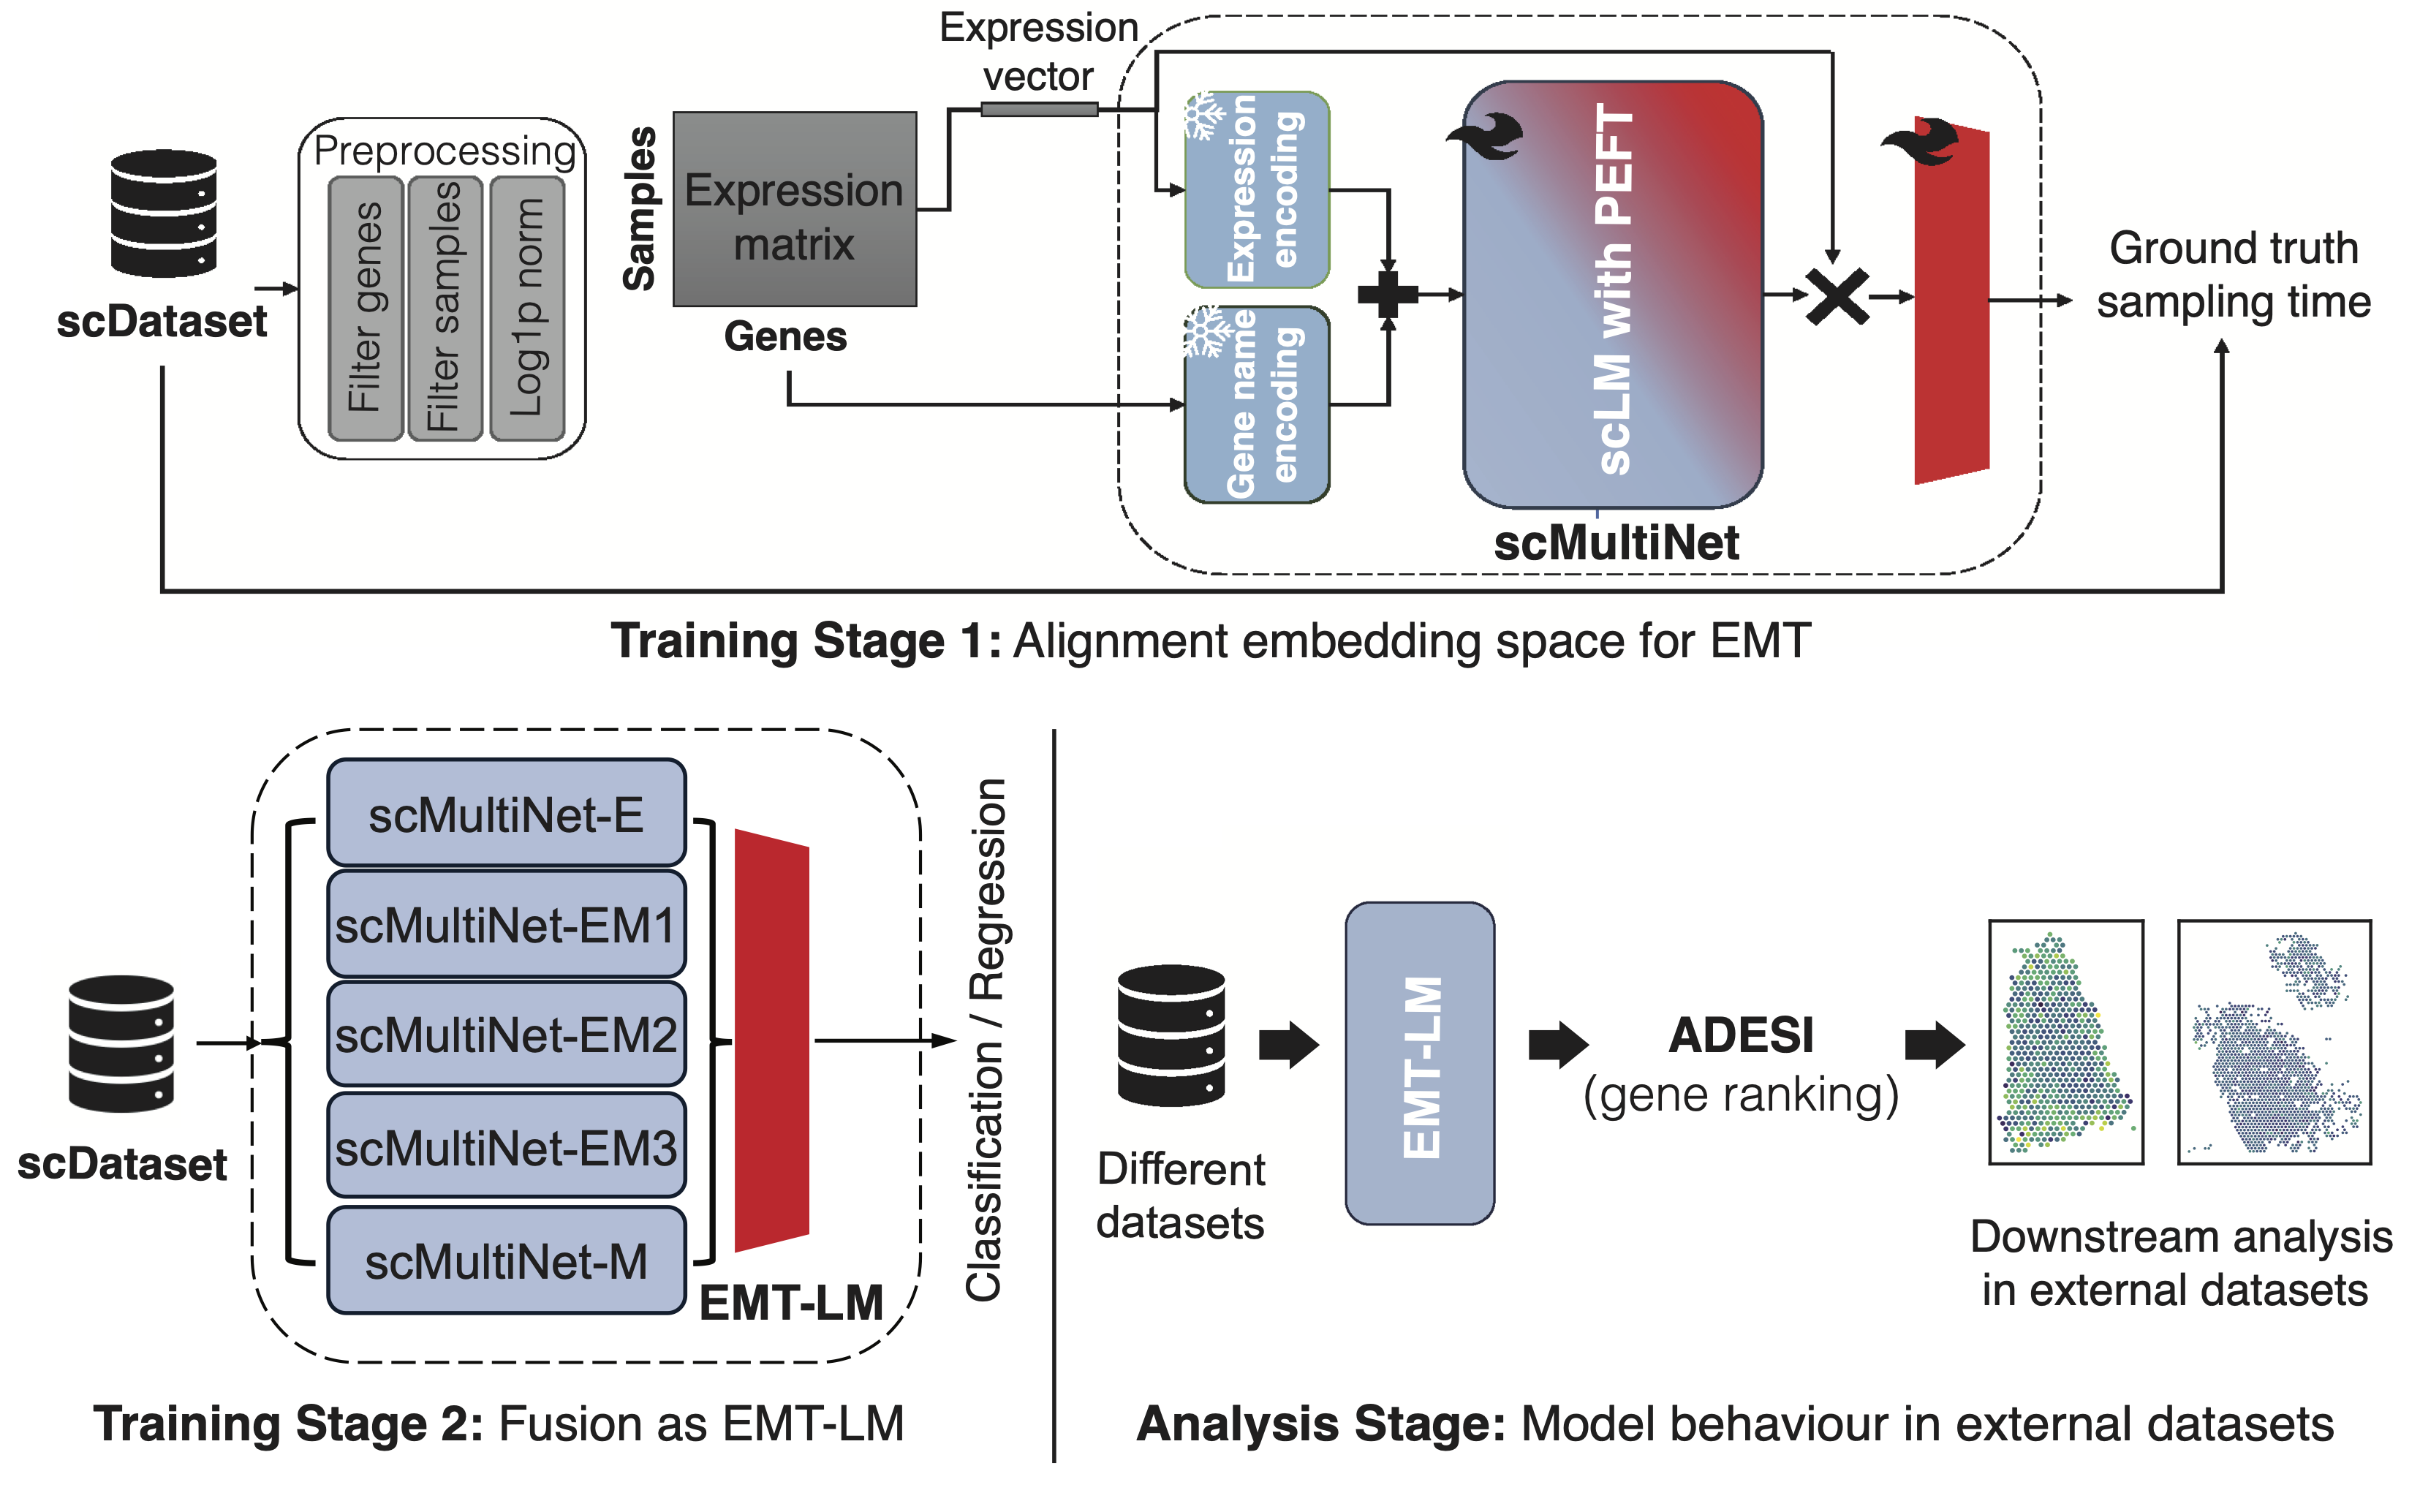 Expression
vector
Preprocessing
Filter genes
Filter samples
Log1p norm
scDataset
Samples
Expression
matrix
Genes
Expression
encoding
Gene name
encoding
scLM with PEFT
scMultiNet
Ground truth
sampling time
Training Stage 1: Alignment embedding space for EMT
scDataset
scMultiNet-E
scMultiNet-EM1
scMultiNet-EM2
scMultiNet-EM3
scMultiNet-M
EMT-LM
Classification / Regression
Training Stage 2: Fusion as EMT-LM
Different
datasets
EMT-LM
ADESI
(gene ranking)
Downstream analysis
in external datasets
Analysis Stage: Model behaviour in external datasets